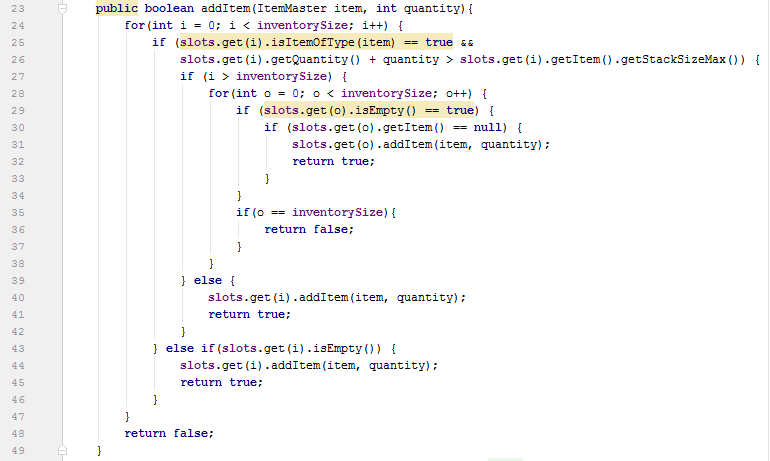 23 public boolean addItem(ItemMaster item, int quantity){
24 for(int i = 0; i < inventorySize; i++) {
25 if (slots.get(i).isItemOfType(item) == true &&
26 slots.get(i).getQuantity() + quantity > slots.get(i).getItem().getStackSizeMax()) {
27 if (i > inventorySize) {
28 for(int o = 0; o < inventorySize; o++) {
29 if (slots.get(o).isEmpty() == true) {
30 if (slots.get(o).getItem() == null) {
31 slots.get(o).addItem(item, quantity);
32 return true;
33 }
34 }
35 if(o == inventorySize){
36 return false;
37 }
38 }
39 } else {
40 slots.get(i).addItem(item, quantity);
41 return true;
42 }
43 } else if(slots.get(i).isEmpty()) {
44 slots.get(i).addItem(item, quantity);
45 return true;
46 }
47 }
48 return false;
49 }